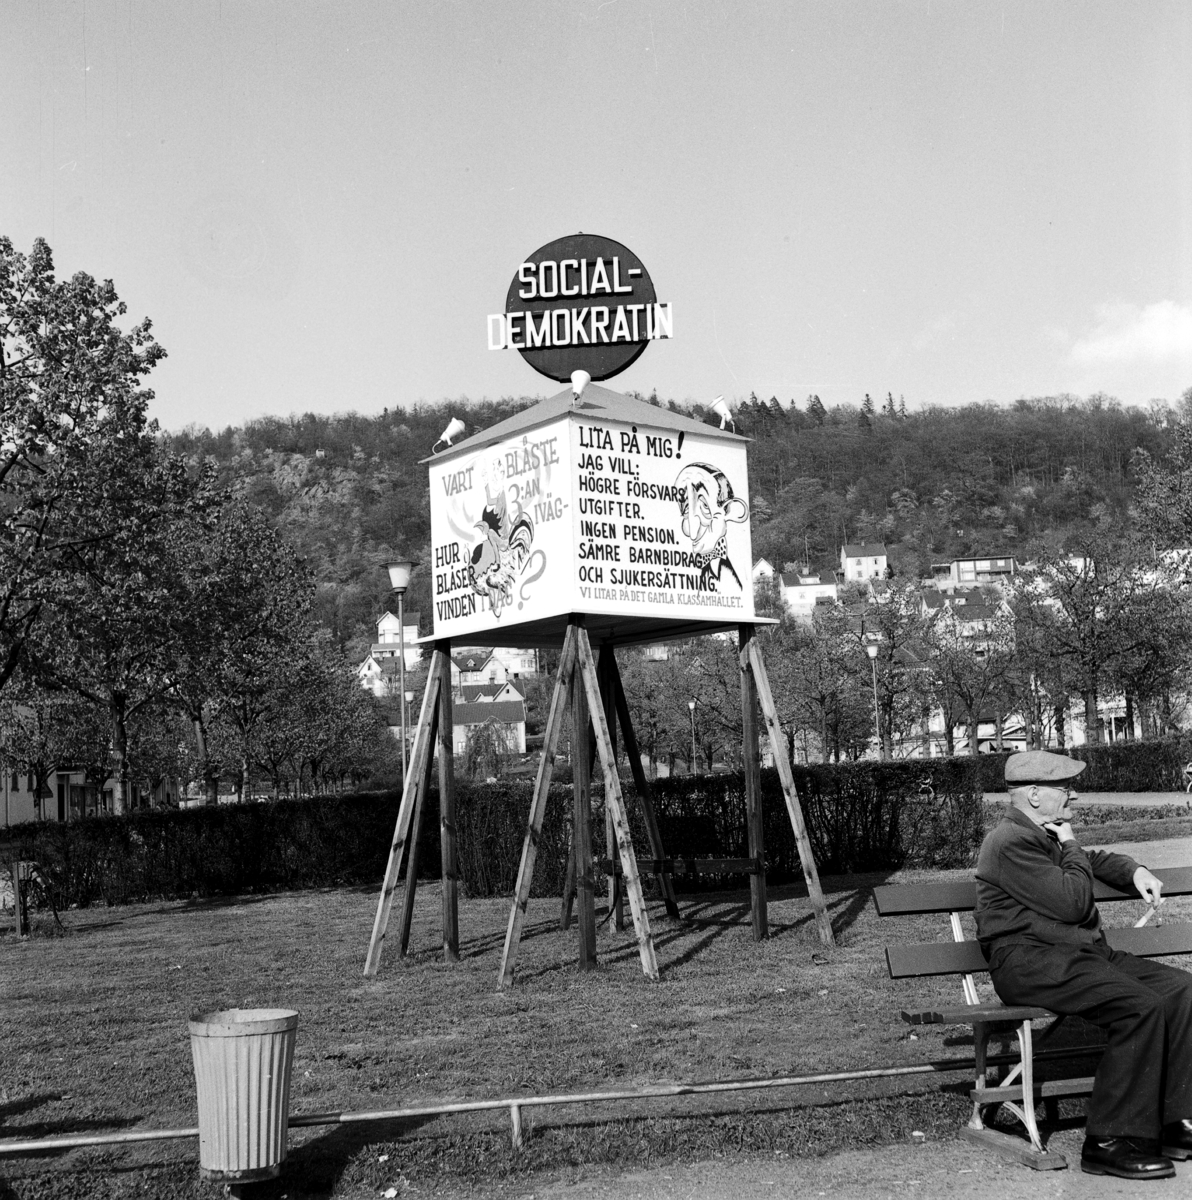 SOCIAL-
DEMOKRATIN
VART BLÅSTE
3:AN
IVÄG-
HUR
BLÅSER
VINDEN IDAG?
LITA PÅ MIG!
JAG VILL:
HÖGRE FÖRSVARS
UTGIFTER.
INGEN PENSION.
SÄMRE BARNBIDRAG
OCH SJUKERSÄTTNING.
VI LITAR PÅ DET GAMLA KLASSAMHÄLLET.